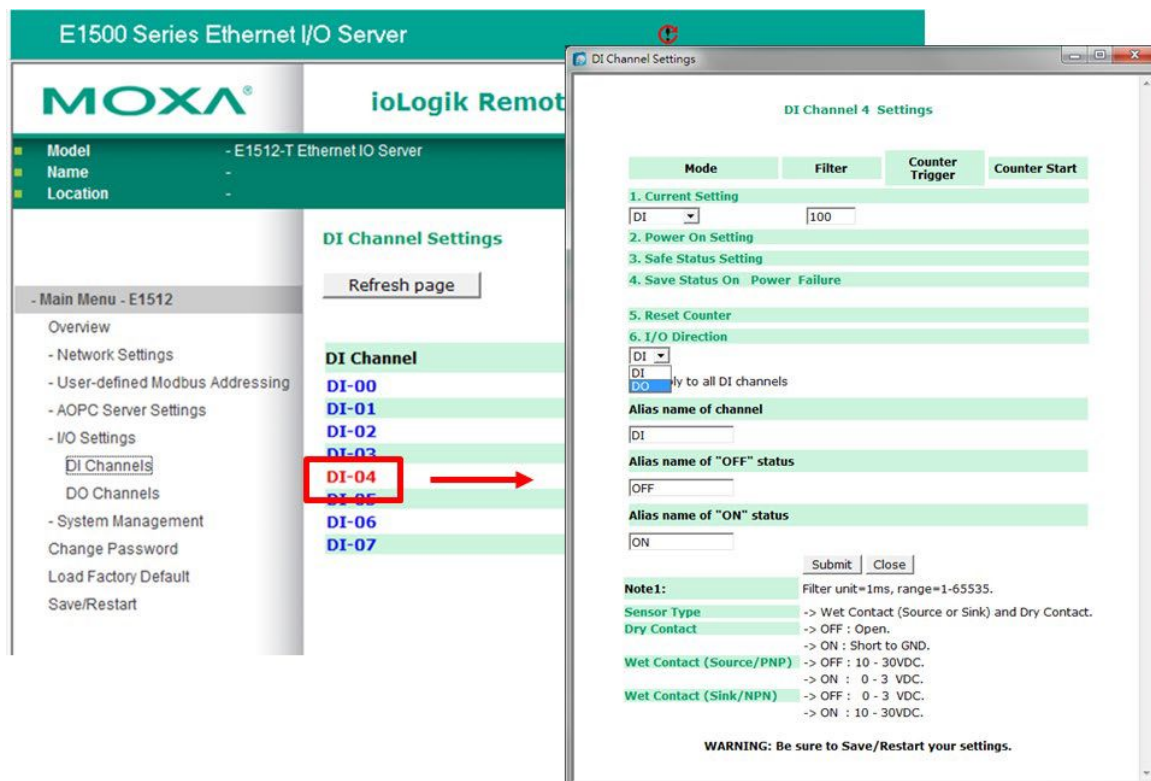 E1500 Series Ethernet I/O Server
MOXA®
ioLogik Remot
Model - E1512-T Ethernet IO Server
Name -
Location -
- Main Menu - E1512
Overview
- Network Settings
- User-defined Modbus Addressing
- AOPC Server Settings
- I/O Settings
DI Channels
DO Channels
- System Management
Change Password
Load Factory Default
Save/Restart
DI Channel Settings
Refresh page
DI Channel
DI-00
DI-01
DI-02
DI-03
DI-04
DI-05
DI-06
DI-07
DI Channel Settings
DI Channel 4 Settings
Mode Filter Counter Trigger Counter Start
1. Current Setting
DI 100
2. Power On Setting
3. Safe Status Setting
4. Save Status On Power Failure
5. Reset Counter
6. I/O Direction
DI
DI
DO ly to all DI channels
Alias name of channel
DI
Alias name of "OFF" status
OFF
Alias name of "ON" status
ON
Submit Close
Note1: Filter unit=1ms, range=1-65535.
Sensor Type -> Wet Contact (Source or Sink) and Dry Contact.
Dry Contact -> OFF : Open.
-> ON : Short to GND.
Wet Contact (Source/PNP) -> OFF : 10 - 30VDC.
-> ON : 0 - 3 VDC.
Wet Contact (Sink/NPN) -> OFF : 0 - 3 VDC.
-> ON : 10 - 30VDC.
WARNING: Be sure to Save/Restart your settings.